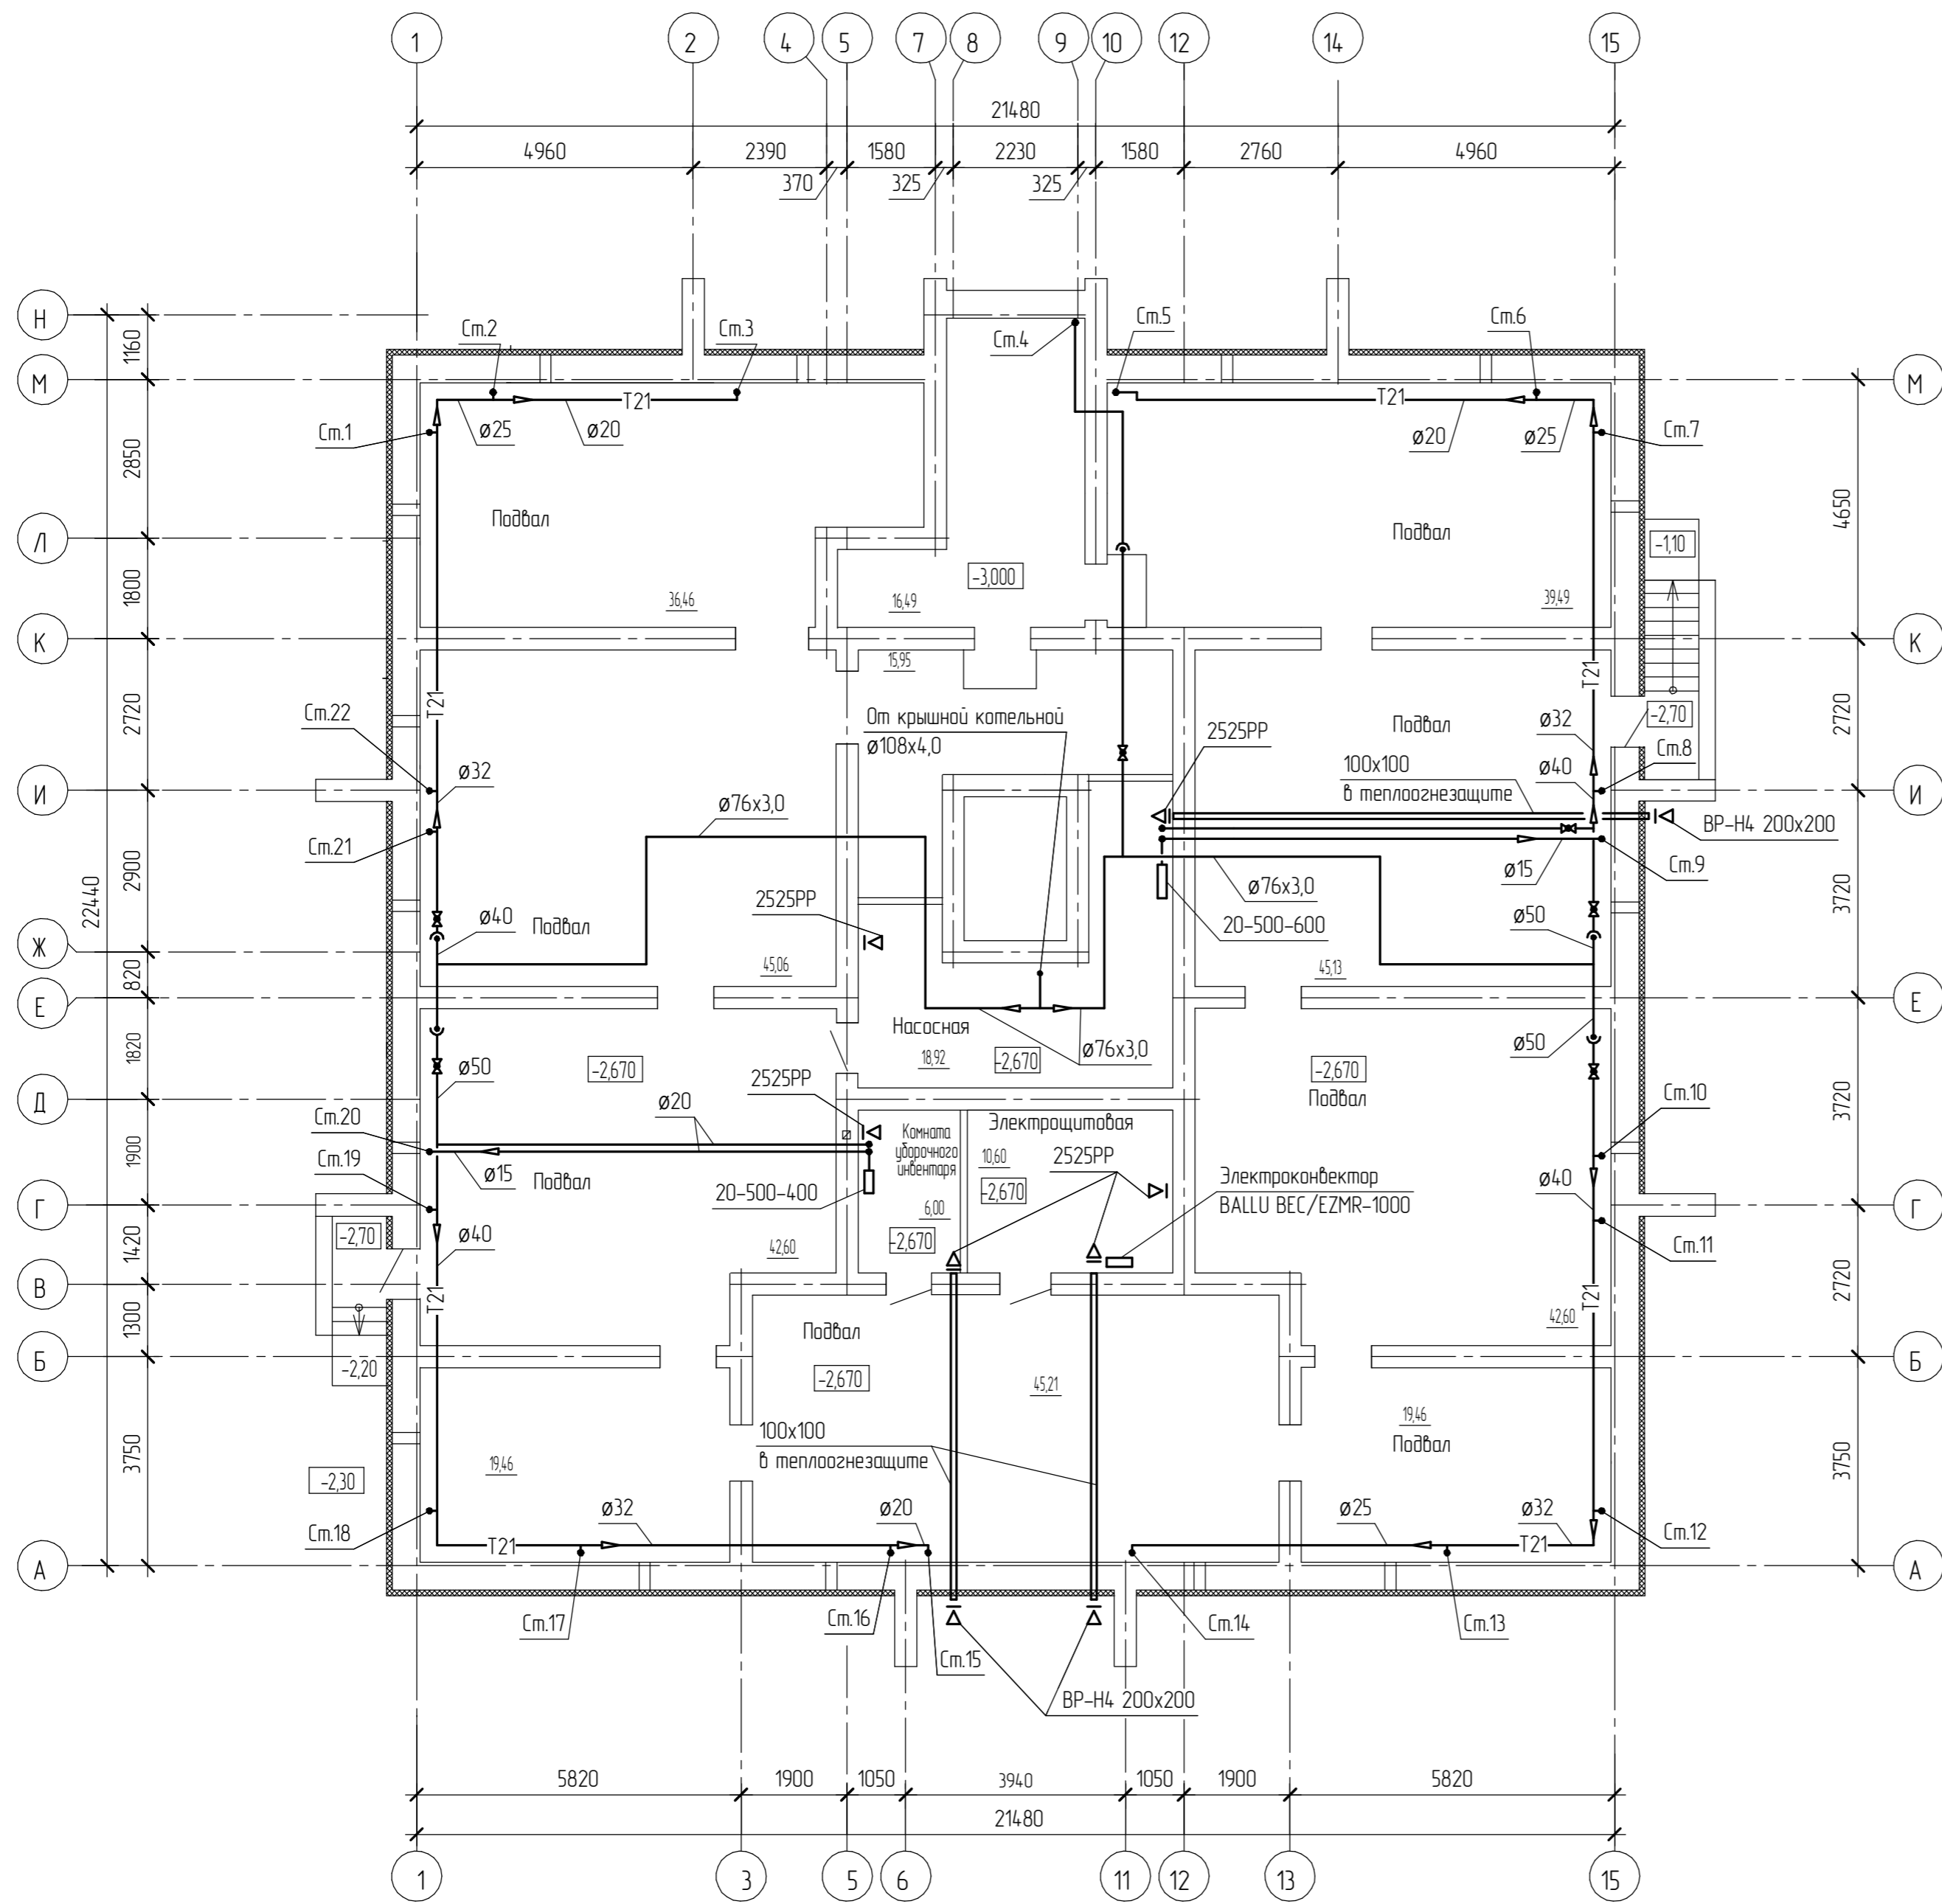 1
2
4
5
7
8
9
10
12
14
15
21480
4960
2390
1580
2230
1580
2760
4960
370
325
325
Н
М
Л
К
И
Ж
Е
Д
Г
В
Б
А
1160
2850
1800
2720
2900
820
1820
1900
1420
1300
3750
22440
М
К
И
Е
Г
Б
А
4650
2720
3720
3720
2720
3750
Ст.2
Ст.3
Ст.4
Ст.5
Ст.6
Т21
Т21
Ст.1
ø25
ø20
ø20
ø25
Ст.7
Подвал
Подвал
-1,10
-3,000
36,46
16,49
39,49
15,95
Т21
Т21
Ст.22
От крышной котельной
ø108х4,0
2525РР
Подвал
ø32
-2,70
Ст.8
100х100
в теплоогнезащите
ø40
ø32
ø76х3,0
ВР-Н4 200х200
Ст.21
Ст.9
ø15
ø76х3,0
2525РР
20-500-600
ø40
Подвал
ø50
45,06
45,13
Насосная
18,92
-2,670
ø76х3,0
ø50
-2,670
ø50
-2,670
Подвал
2525РР
ø20
Ст.20
Ст.10
Комната
уборочного
инвентаря
6,00
-2,670
Электрощитовая
10,60
-2,670
2525РР
Ст.19
ø15
Подвал
20-500-400
Электроконвектор
BALLU BEC/EZMR-1000
ø40
-2,70
ø40
42,60
Ст.11
Т21
Т21
Подвал
42,60
-2,20
-2,670
45,21
19,46
Подвал
100х100
в теплоогнезащите
19,46
-2,30
ø32
ø20
ø25
ø32
Ст.18
Т21
Т21
Ст.12
Ст.17
Ст.16
Ст.15
Ст.14
Ст.13
ВР-Н4 200х200
5820
1900
1050
3940
1050
1900
5820
21480
1
3
5
6
11
12
13
15